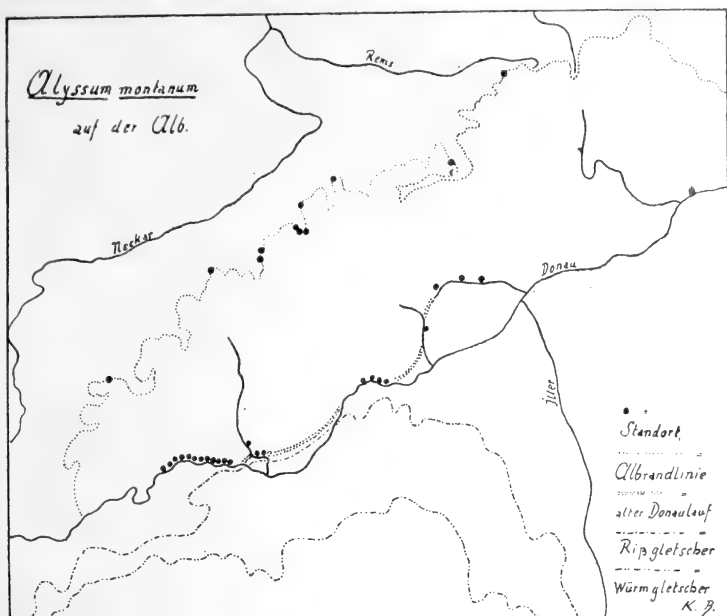 Alyssum montanum
auf der Alb.
Rems
Neckar
Donau
Iller
Standort
Albrandlinie
alter Donaulauf
Rißgletscher
Würmgletscher
K. B.